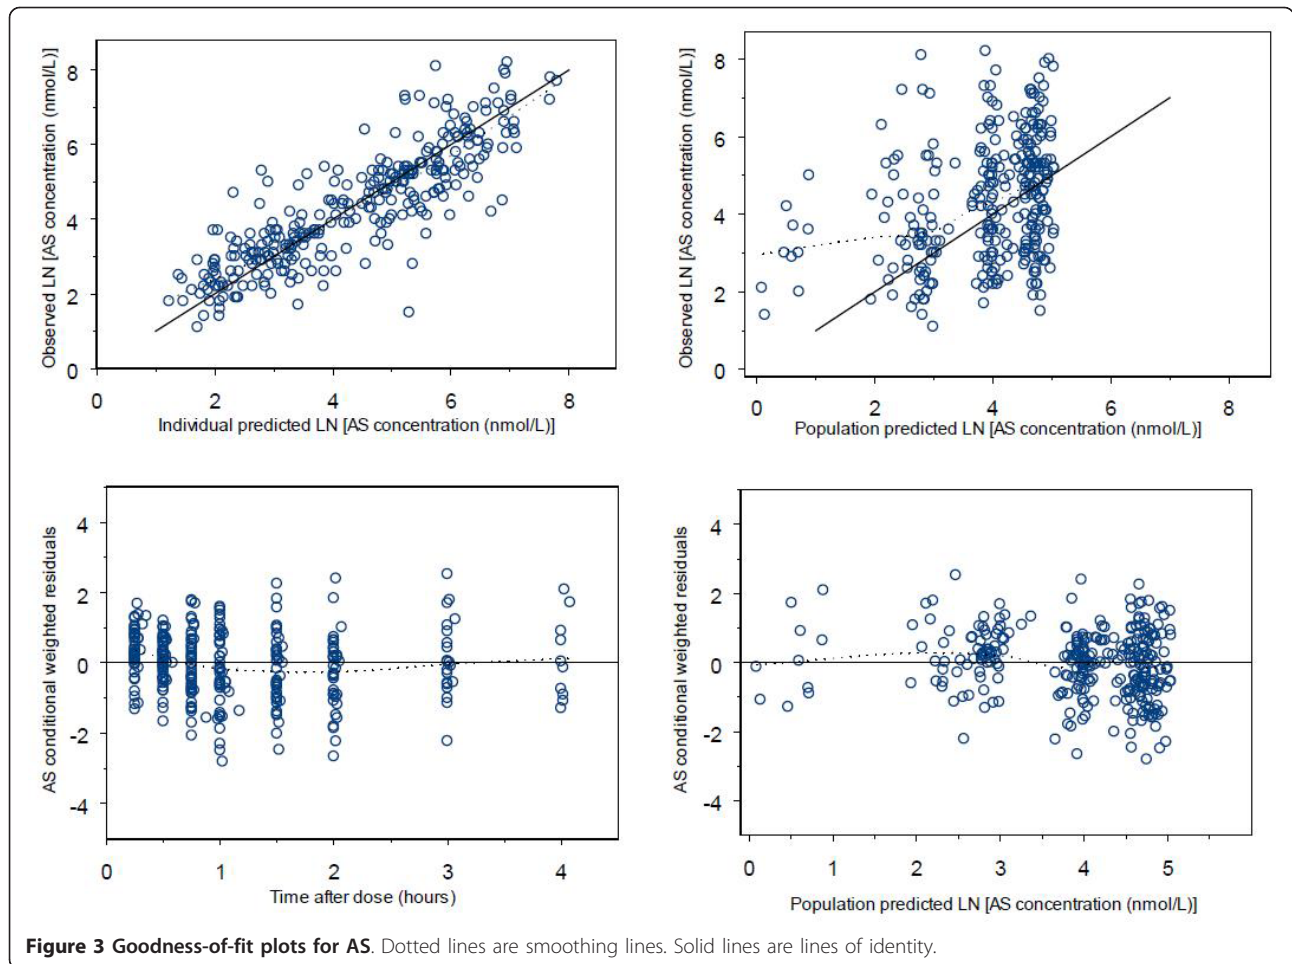 Observed LN [AS concentration (nmol/L)]
8
6
4
2
0
0 2 4 6 8
Individual predicted LN [AS concentration (nmol/L)]
Observed LN [AS concentration (nmol/L)]
8
6
4
2
0
0 2 4 6 8
Population predicted LN [AS concentration (nmol/L)]
AS conditional weighted residuals
4
2
0
-2
-4
0 1 2 3 4
Time after dose (hours)
AS conditional weighted residuals
4
2
0
-2
-4
0 1 2 3 4 5
Population predicted LN [AS concentration (nmol/L)]
Figure 3 Goodness-of-fit plots for AS. Dotted lines are smoothing lines. Solid lines are lines of identity.